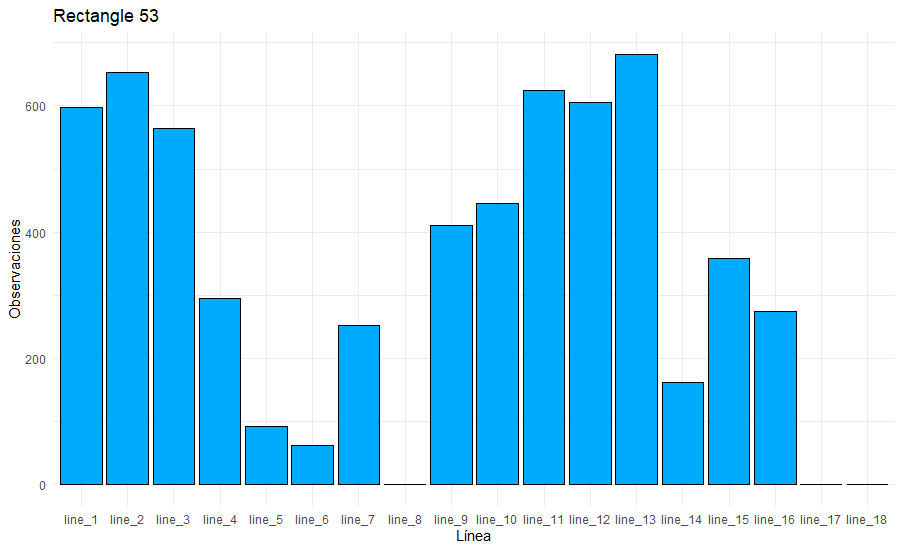 Rectangle 53
Observaciones
600
400
200
0
line_1 line_2 line_3 line_4 line_5 line_6 line_7 line_8 line_9 line_10 line_11 line_12 line_13 line_14 line_15 line_16 line_17 line_18
Línea